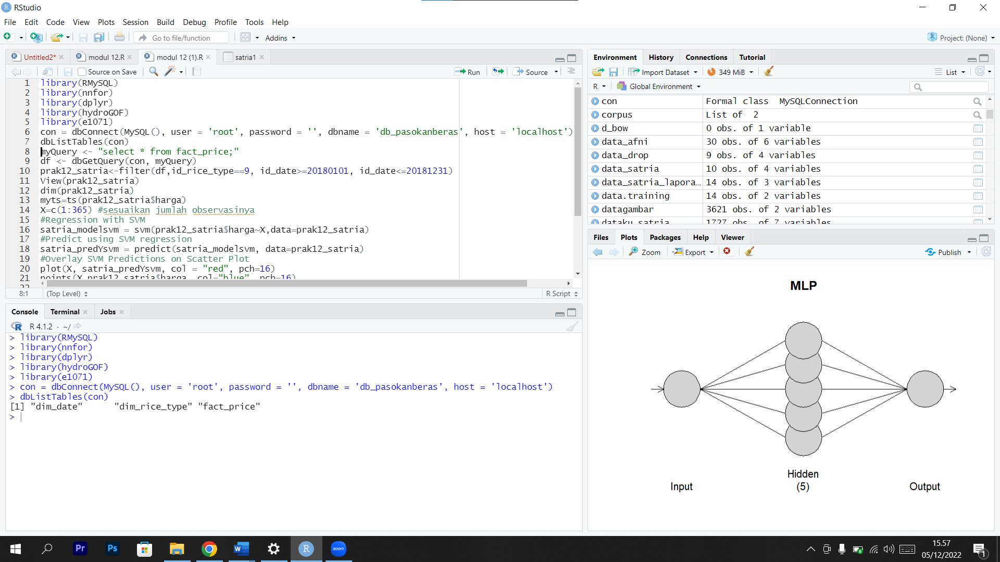 RStudio
File Edit Code View Plots Session Build Debug Profile Tools Help
Go to file/function Addins Project: (None)
Untitled2* modul 12.R modul 12 (1).R satria1
Source on Save Run Source
1 library(RMySQL)
2 library(nnfor)
3 library(dplyr)
4 library(hydroGOF)
5 library(e1071)
6 con = dbConnect(MySQL(), user = 'root', password = '', dbname = 'db_pasokanberas', host = 'localhost')
7 dbListTables(con)
8 myQuery <- "select * from fact_price;"
9 df <- dbGetQuery(con, myQuery)
10 prak12_satria<-filter(df,id_rice_type==9, id_date>=20180101, id_date<=20181231)
11 View(prak12_satria)
12 dim(prak12_satria)
13 myts=ts(prak12_satria$harga)
14 X=c(1:365) #sesuaikan jumlah observasinya
15 #Regression with SVM
16 satria_modelsvm = svm(prak12_satria$harga~X,data=prak12_satria)
17 #Predict using SVM regression
18 satria_predYsvm = predict(satria_modelsvm, data=prak12_satria)
19 #Overlay SVM Predictions on Scatter Plot
20 plot(X, satria_predYsvm, col = "red", pch=16)
21 points(X,prak12_satria$harga, col="blue", pch=16)
22
8:1 (Top Level) R Script
Console Terminal Jobs
R 4.1.2 · ~/
> library(RMySQL)
> library(nnfor)
> library(dplyr)
> library(hydroGOF)
> library(e1071)
> con = dbConnect(MySQL(), user = 'root', password = '', dbname = 'db_pasokanberas', host = 'localhost')
> dbListTables(con)
[1] "dim_date" "dim_rice_type" "fact_price"
>
Environment History Connections Tutorial
Import Dataset 349 MiB List
R Global Environment
con Formal class MySQLConnection
corpus List of 2
d_bow 0 obs. of 1 variable
data_afni 30 obs. of 6 variables
data_drop 9 obs. of 4 variables
data_satria 10 obs. of 4 variables
data_satria_lapora… 14 obs. of 3 variables
data.training 14 obs. of 2 variables
datagambar 3621 obs. of 2 variables
dataku_satria 1727 obs. of 7 variables
Files Plots Packages Help Viewer
Zoom Export Publish
MLP
Input
Hidden
(5)
Output
Pr Ps W R zoom
15.57
05/12/2022
1